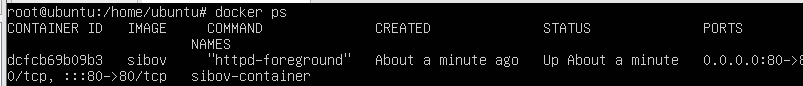 root@ubuntu:/home/ubuntu# docker ps
CONTAINER ID   IMAGE     COMMAND              CREATED              STATUS              PORTS
                         NAMES
dcfcb69b09b3   sibov     "httpd-foreground"   About a minute ago   Up About a minute   0.0.0.0:80->8
0/tcp, :::80->80/tcp   sibov-container